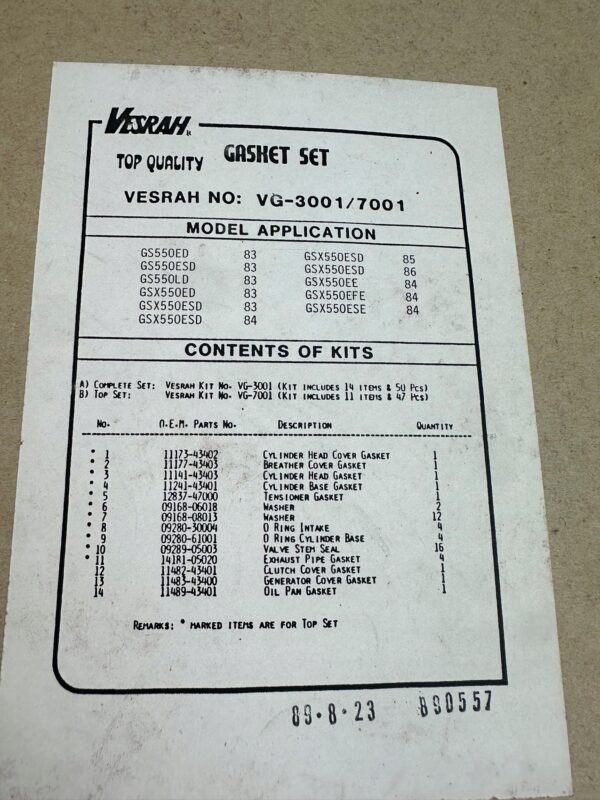 VESRAH®
TOP QUALITY GASKET SET
VESRAH NO: VG-3001/7001
MODEL APPLICATION
GS550ED 83 GSX550ESD 85
GS550ESD 83 GSX550ESD 86
GS550LD 83 GSX550EE 84
GSX550ED 83 GSX550EFE 84
GSX550ESD 83 GSX550ESE 84
GSX550ESD 84
CONTENTS OF KITS
A) COMPLETE SET: VESRAH KIT NO. VG-3001 (KIT INCLUDES 14 ITEMS & 50 PCS)
B) TOP SET: VESRAH KIT NO. VG-7001 (KIT INCLUDES 11 ITEMS & 47 PCS)
NO. O.E.M. PARTS NO. DESCRIPTION QUANTITY
* 1 11173-43402 CYLINDER HEAD COVER GASKET 1
* 2 11177-43403 BREATHER COVER GASKET 1
* 3 11141-43403 CYLINDER HEAD GASKET 1
* 4 11241-43401 CYLINDER BASE GASKET 1
* 5 12837-47000 TENSIONER GASKET 1
* 6 09168-06018 WASHER 2
* 7 09168-08013 WASHER 12
* 8 09280-30004 O RING INTAKE 4
* 9 09280-61001 O RING CYLINDER BASE 4
* 10 09289-05003 VALVE STEM SEAL 16
* 11 14181-05020 EXHAUST PIPE GASKET 4
12 11482-43401 CLUTCH COVER GASKET 1
13 11483-43400 GENERATOR COVER GASKET 1
14 11489-43401 OIL PAN GASKET 1
REMARKS: * MARKED ITEMS ARE FOR TOP SET
89.8.23 890557